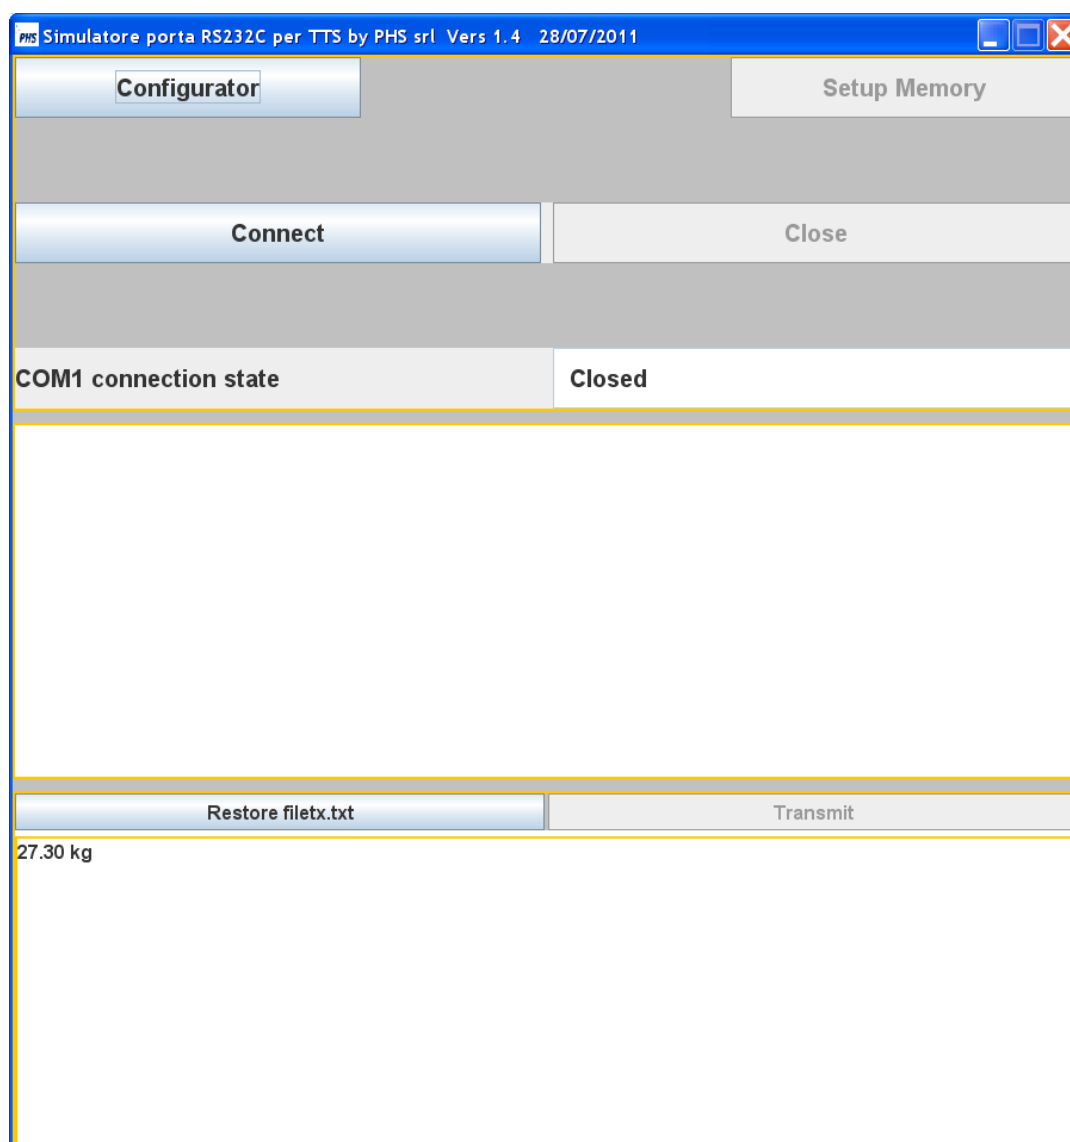 PHS Simulatore porta RS232C per TTS by PHS srl Vers 1.4 28/07/2011
Configurator Setup Memory
Connect Close
COM1 connection state Closed
Restore filetx.txt Transmit
27.30 kg